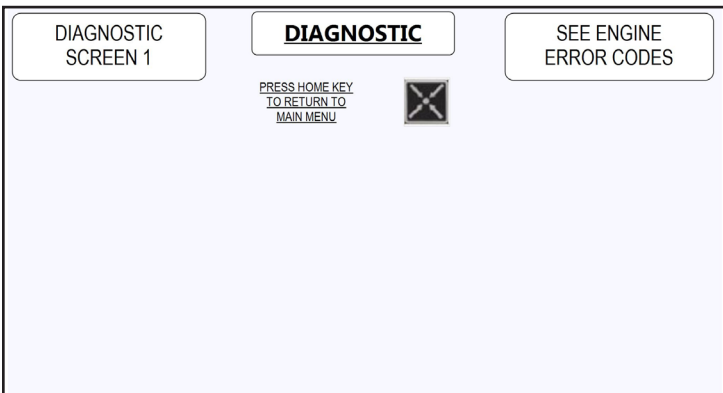 DIAGNOSTIC
SCREEN 1
DIAGNOSTIC
SEE ENGINE
ERROR CODES
PRESS HOME KEY
TO RETURN TO
MAIN MENU